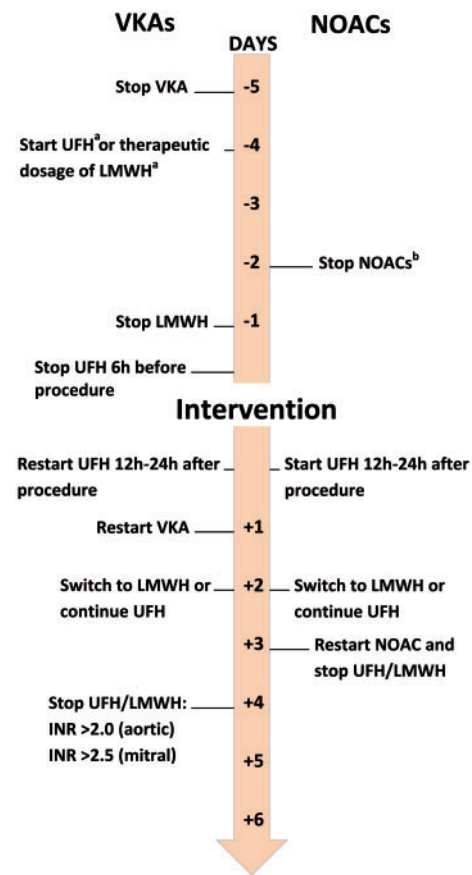 VKAs
NOACs
DAYS
Stop VKA
-5
Start UFHᵃ or therapeutic
dosage of LMWHᵃ
-4
-3
-2
Stop NOACsᵇ
Stop LMWH
-1
Stop UFH 6h before
procedure
Intervention
Restart UFH 12h-24h after
procedure
Start UFH 12h-24h after
procedure
Restart VKA
+1
Switch to LMWH or
continue UFH
+2
Switch to LMWH or
continue UFH
+3
Restart NOAC and
stop UFH/LMWH
Stop UFH/LMWH:
INR >2.0 (aortic)
INR >2.5 (mitral)
+4
+5
+6